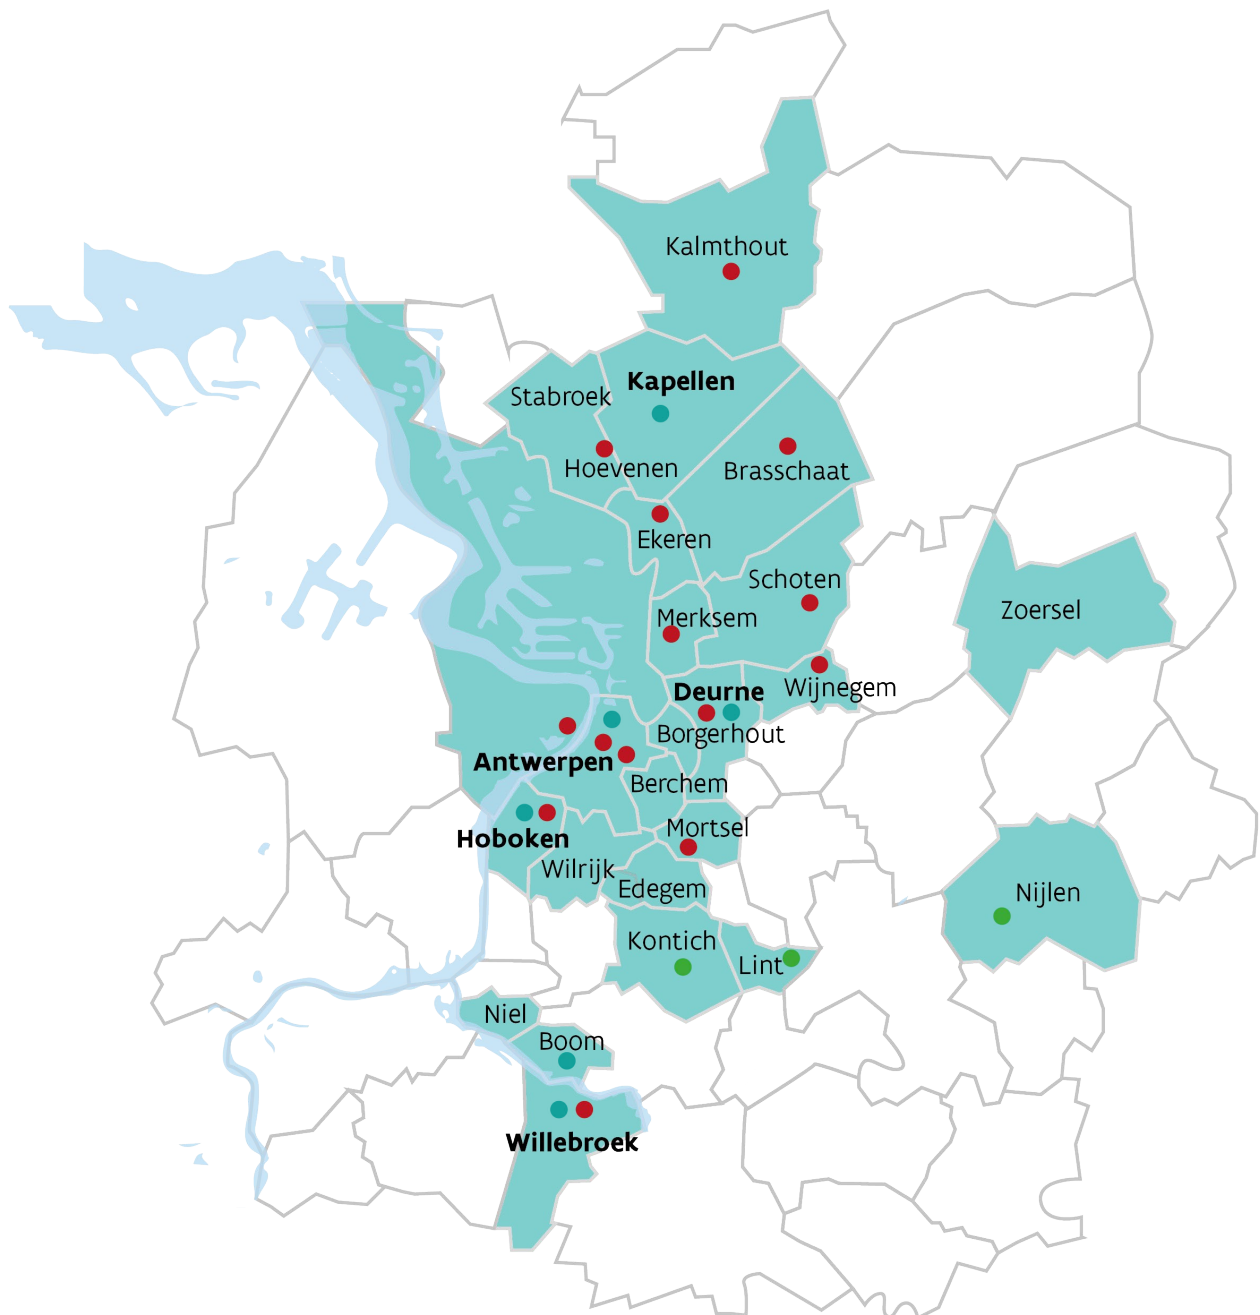 Kalmthout
Kapellen
Stabroek
Hoevenen
Brasschaat
Ekeren
Schoten
Zoersel
Merksem
Wijnegem
Deurne
Borgerhout
Antwerpen
Berchem
Mortsel
Hoboken
Wilrijk
Edegem
Nijlen
Kontich
Lint
Niel
Boom
Willebroek